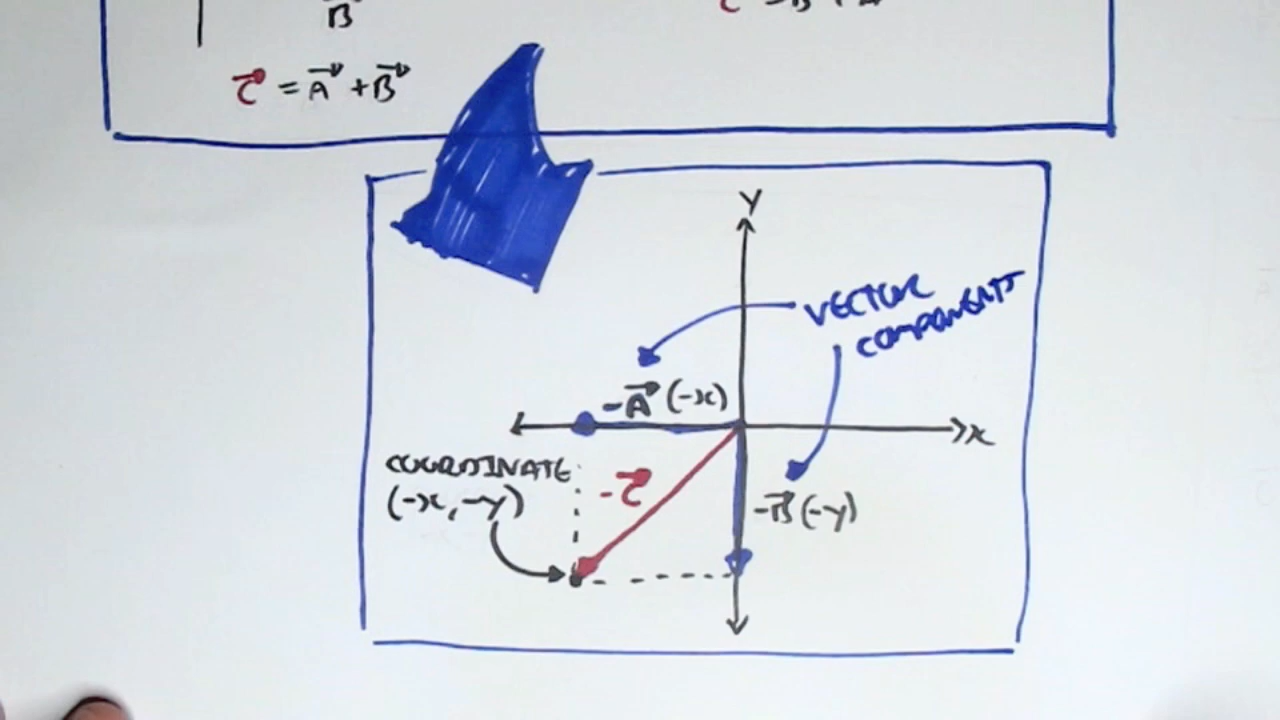 B⃗
C⃗ = A⃗ + B⃗
Y
VECTOR
COMPONENTS
-A⃗ (-x)
x
COORDINATE
(-x, -y)
-C⃗
-B⃗ (-y)